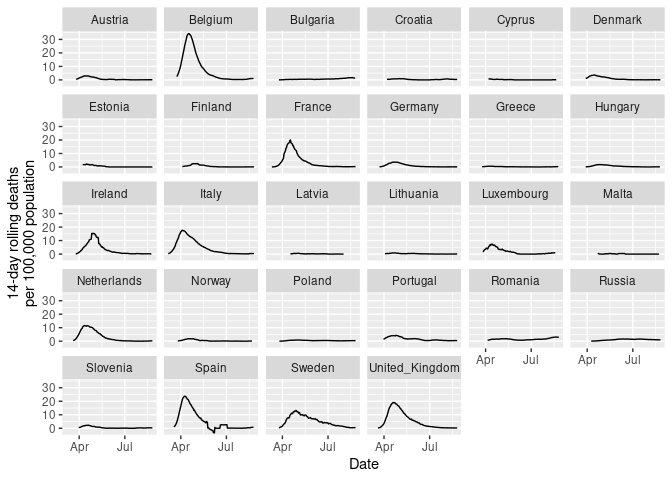 Austria Belgium Bulgaria Croatia Cyprus Denmark
30
20
10
0
Estonia Finland France Germany Greece Hungary
30
20
10
0
Ireland Italy Latvia Lithuania Luxembourg Malta
30
20
10
0
Netherlands Norway Poland Portugal Romania Russia
30
20
10
0
Apr Jul Apr Jul
Slovenia Spain Sweden United_Kingdom
30
20
10
0
Apr Jul Apr Jul Apr Jul Apr Jul
Date
14-day rolling deaths
per 100,000 population